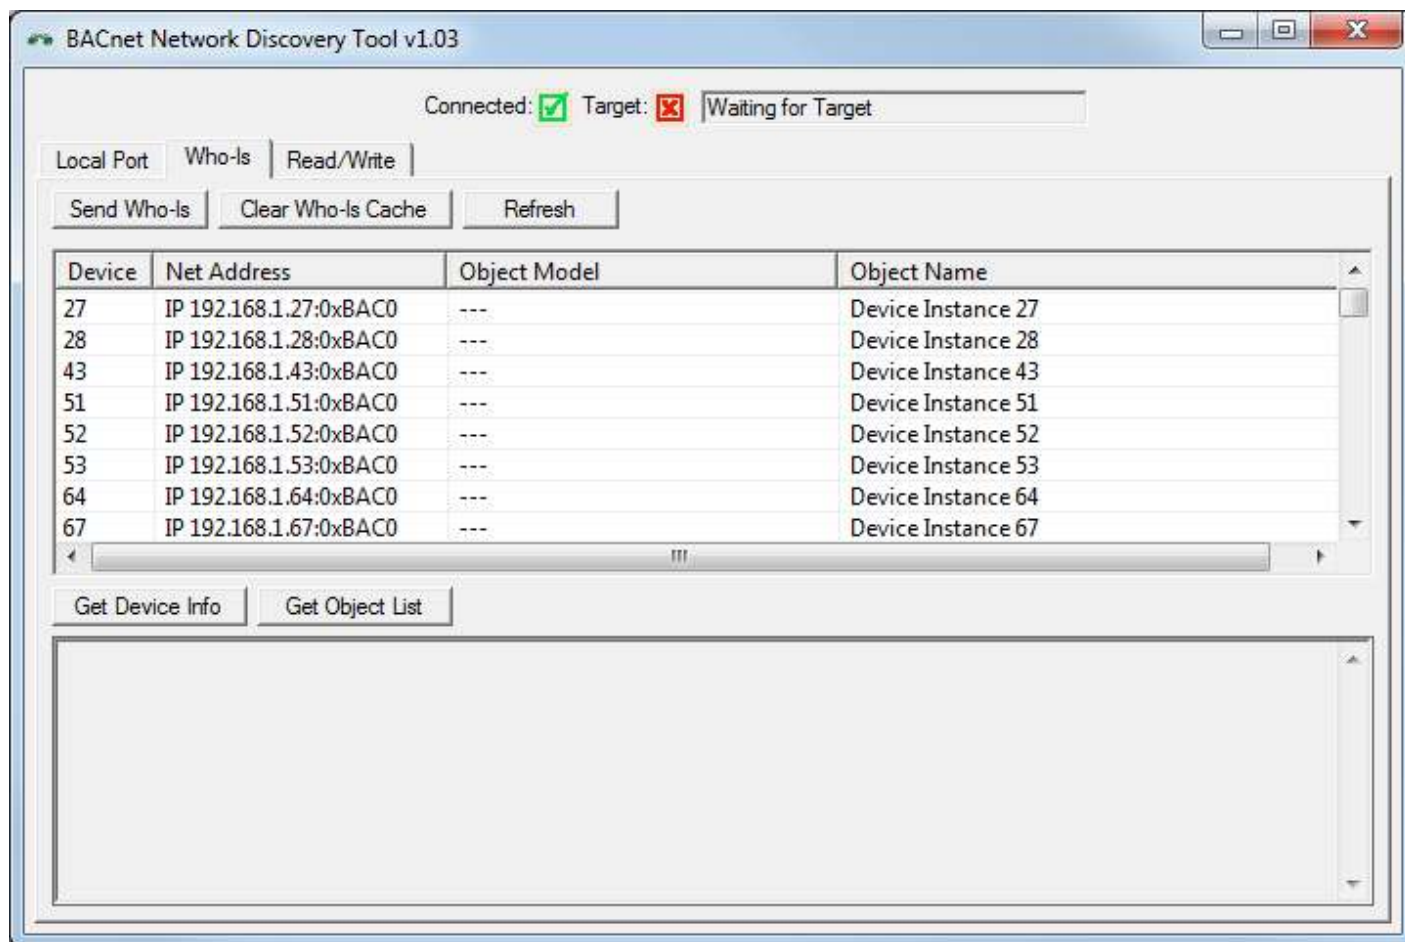 BACnet Network Discovery Tool v1.03
Connected: Target: Waiting for Target
Local Port Who-Is Read/Write
Send Who-Is Clear Who-Is Cache Refresh
Device Net Address Object Model Object Name
27 IP 192.168.1.27:0xBAC0 --- Device Instance 27
28 IP 192.168.1.28:0xBAC0 --- Device Instance 28
43 IP 192.168.1.43:0xBAC0 --- Device Instance 43
51 IP 192.168.1.51:0xBAC0 --- Device Instance 51
52 IP 192.168.1.52:0xBAC0 --- Device Instance 52
53 IP 192.168.1.53:0xBAC0 --- Device Instance 53
64 IP 192.168.1.64:0xBAC0 --- Device Instance 64
67 IP 192.168.1.67:0xBAC0 --- Device Instance 67
Get Device Info Get Object List